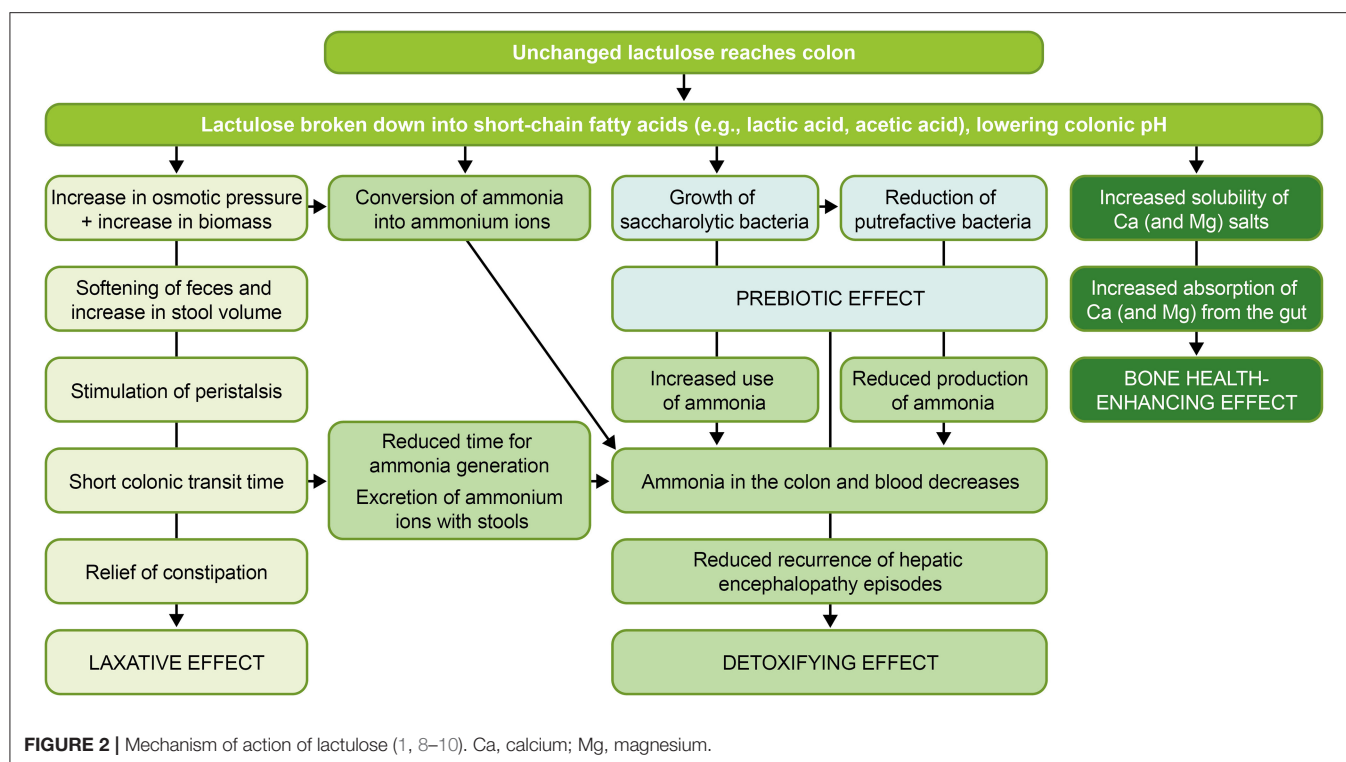 Unchanged lactulose reaches colon
Lactulose broken down into short-chain fatty acids (e.g., lactic acid, acetic acid), lowering colonic pH
Increase in osmotic pressure
+ increase in biomass
Conversion of ammonia
into ammonium ions
Growth of
saccharolytic bacteria
Reduction of
putrefactive bacteria
Increased solubility of
Ca (and Mg) salts
Softening of feces and
increase in stool volume
PREBIOTIC EFFECT
Increased absorption of
Ca (and Mg) from the gut
Stimulation of peristalsis
Increased use
of ammonia
Reduced production
of ammonia
BONE HEALTH-
ENHANCING EFFECT
Short colonic transit time
Reduced time for
ammonia generation
Excretion of ammonium
ions with stools
Ammonia in the colon and blood decreases
Relief of constipation
Reduced recurrence of hepatic
encephalopathy episodes
LAXATIVE EFFECT
DETOXIFYING EFFECT
FIGURE 2 | Mechanism of action of lactulose (1, 8–10). Ca, calcium; Mg, magnesium.